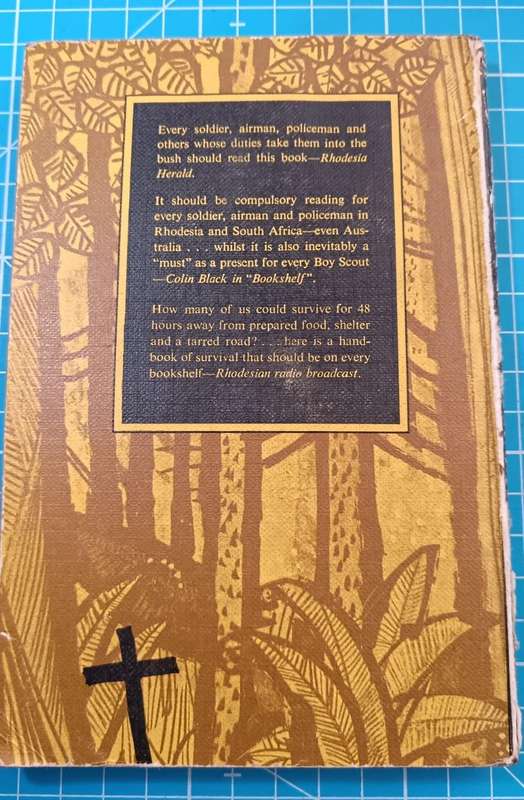 Every soldier, airman, policeman and
others whose duties take them into the
bush should read this book—Rhodesia
Herald.
It should be compulsory reading for
every soldier, airman and policeman in
Rhodesia and South Africa—even Aus-
tralia . . . whilst it is also inevitably a
"must" as a present for every Boy Scout
—Colin Black in "Bookshelf".
How many of us could survive for 48
hours away from prepared food, shelter
and a tarred road? . . . here is a hand-
book of survival that should be on every
bookshelf—Rhodesian radio broadcast.